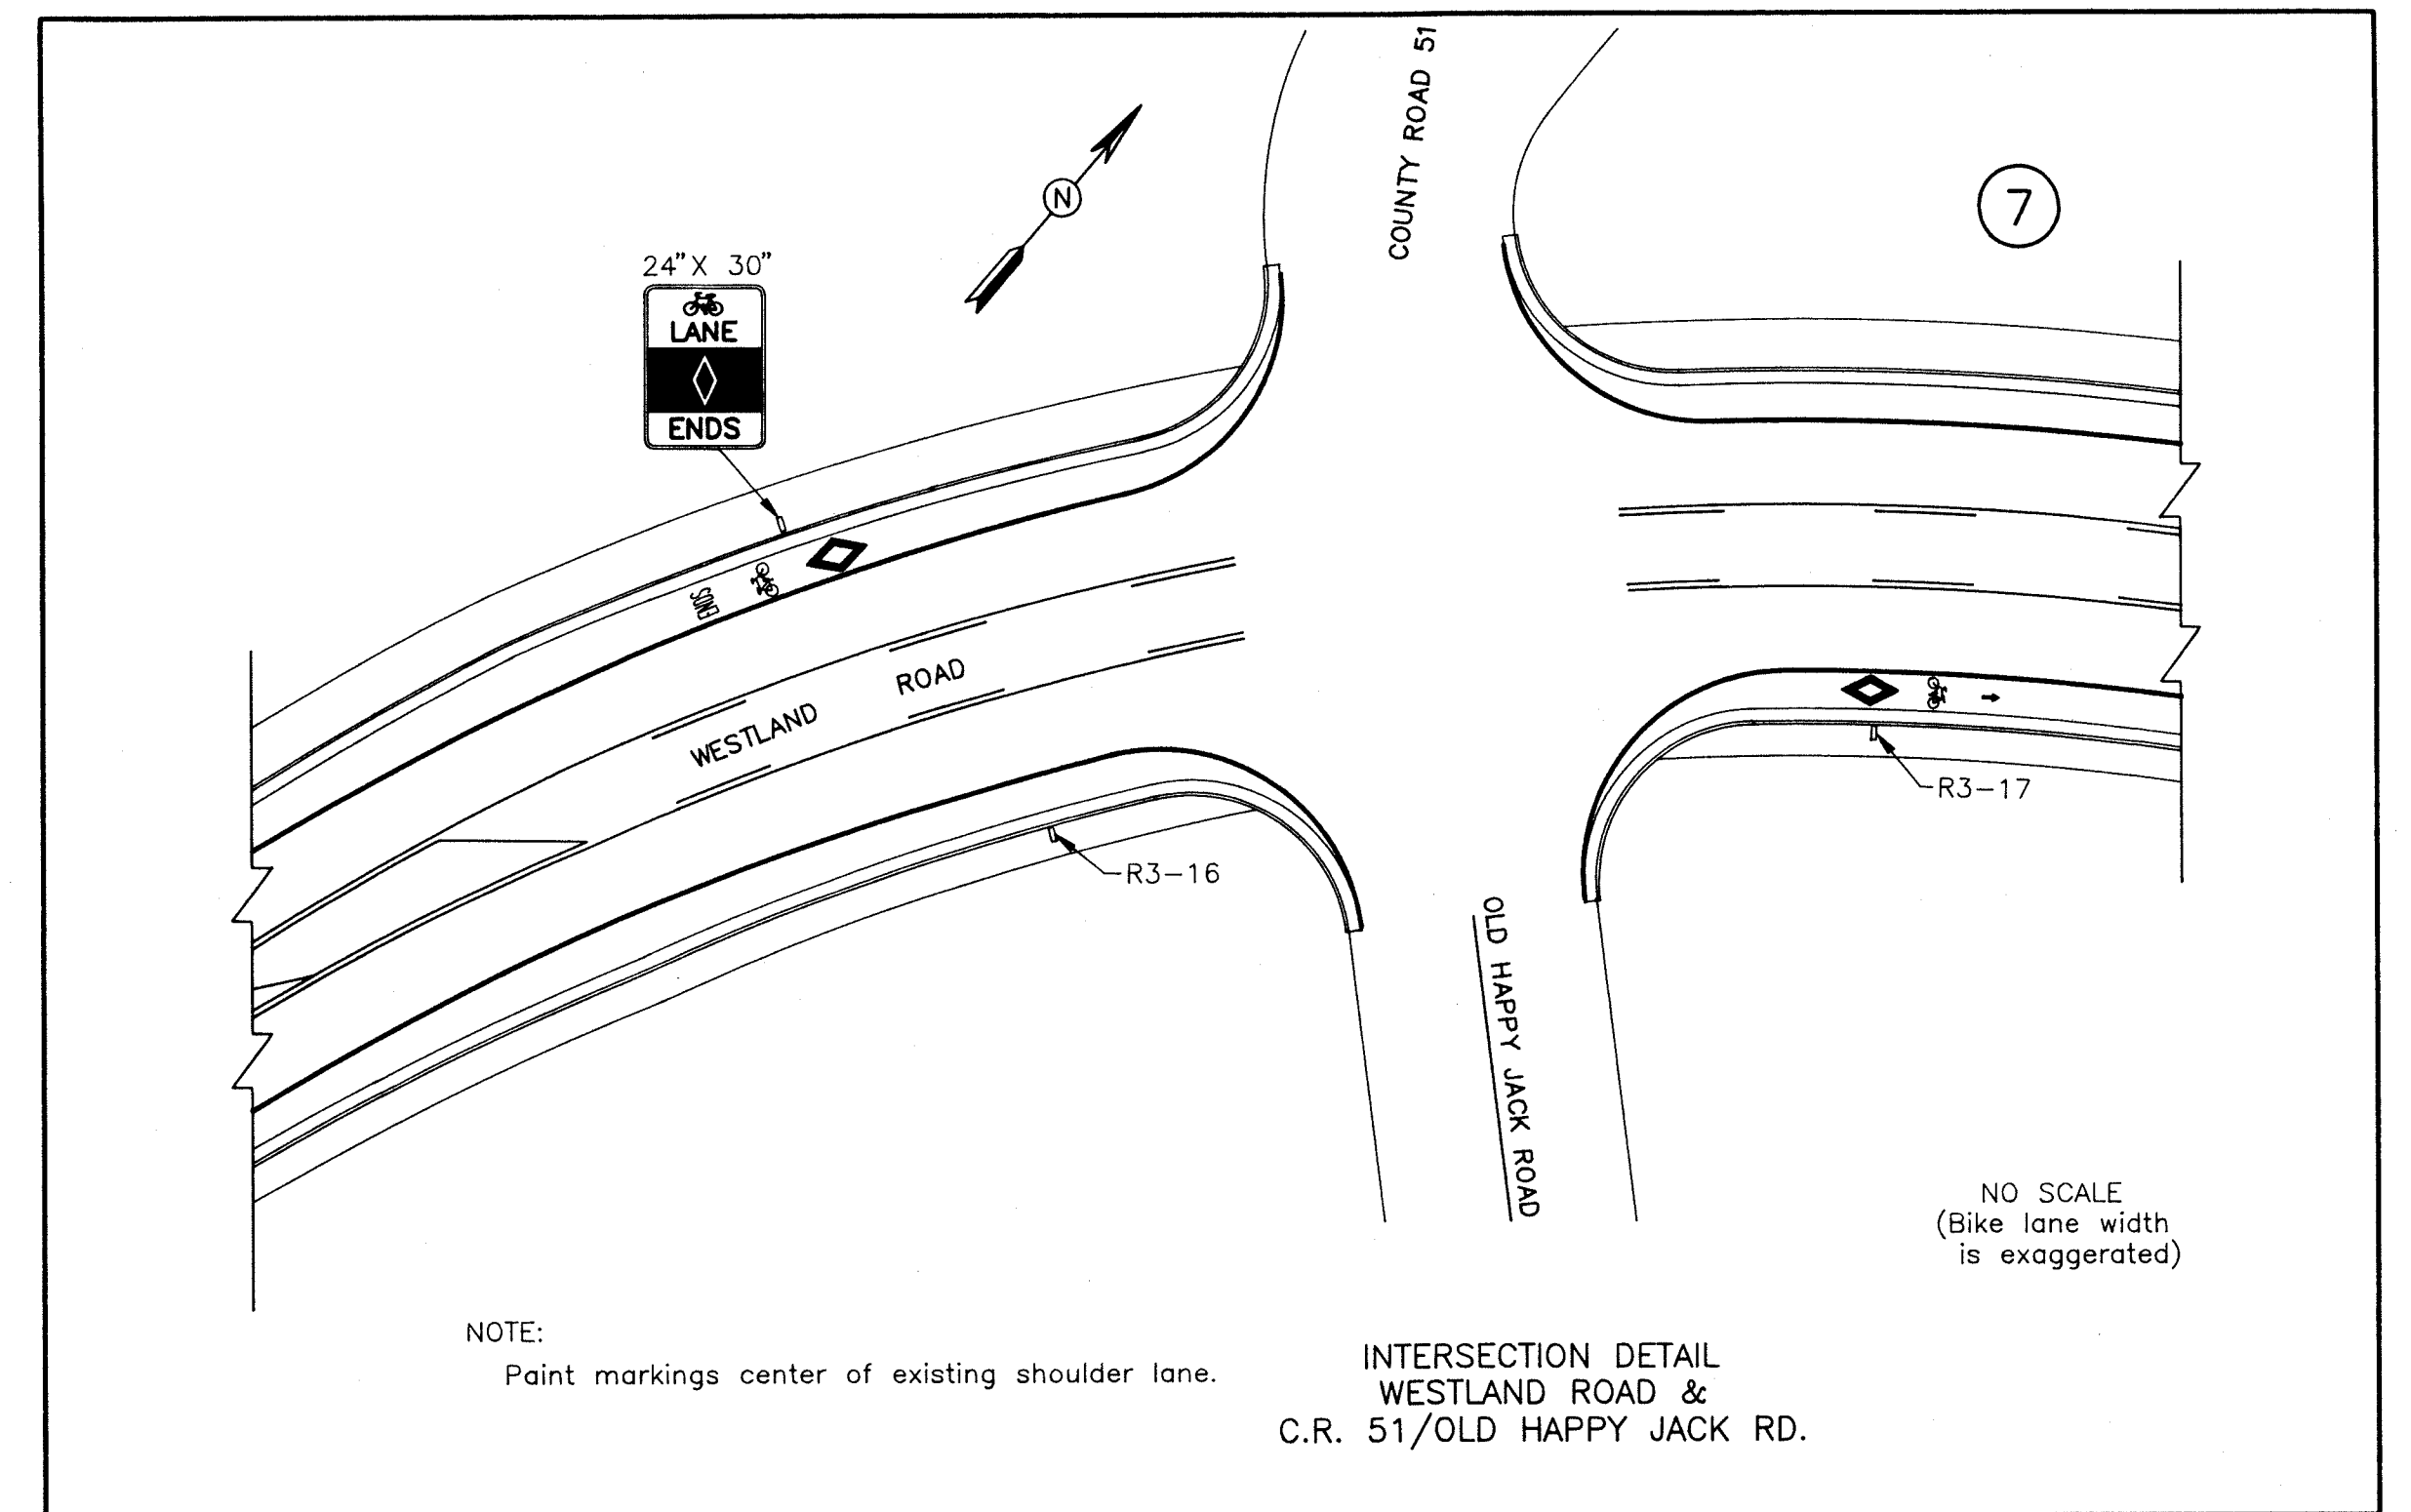 COUNTY ROAD 51
N
7
24"X 30"
LANE
ENDS
ENDS
WESTLAND ROAD
R3-17
R3-16
OLD HAPPY JACK ROAD
NO SCALE
(Bike lane width
is exaggerated)
NOTE:
Paint markings center of existing shoulder lane.
INTERSECTION DETAIL
WESTLAND ROAD &
C.R. 51/OLD HAPPY JACK RD.